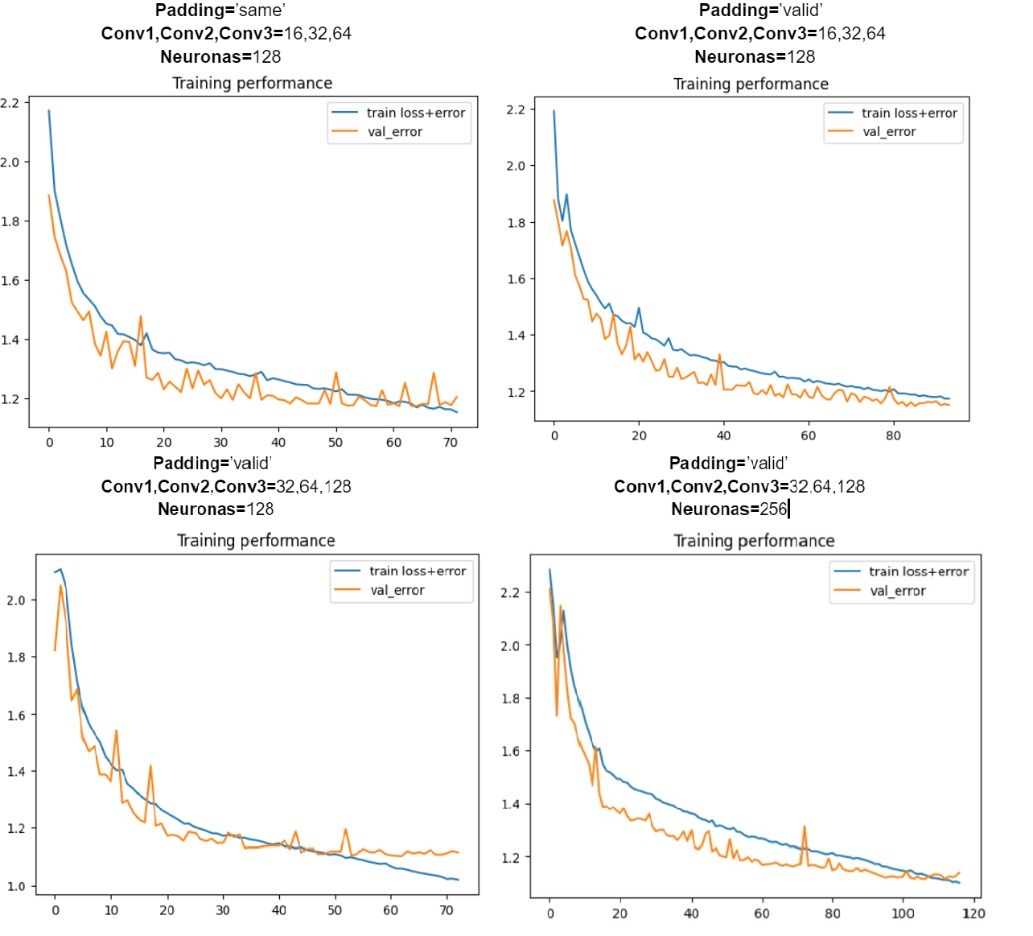 Padding='same'
Conv1,Conv2,Conv3=16,32,64
Neuronas=128
Training performance
train loss+error
val_error
2.2
2.0
1.8
1.6
1.4
1.2
0 10 20 30 40 50 60 70
Padding='valid'
Conv1,Conv2,Conv3=16,32,64
Neuronas=128
Training performance
train loss+error
val_error
2.2
2.0
1.8
1.6
1.4
1.2
0 20 40 60 80
Padding='valid'
Conv1,Conv2,Conv3=32,64,128
Neuronas=128
Training performance
train loss+error
val_error
2.0
1.8
1.6
1.4
1.2
1.0
0 10 20 30 40 50 60 70
Padding='valid'
Conv1,Conv2,Conv3=32,64,128
Neuronas=256
Training performance
train loss+error
val_error
2.2
2.0
1.8
1.6
1.4
1.2
0 20 40 60 80 100 120